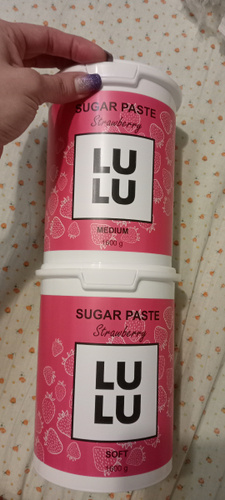 SUGAR PASTE
Strawberry
LU
LU
MEDIUM
1600 g
SUGAR PASTE
Strawberry
LU
LU
SOFT
1600 g